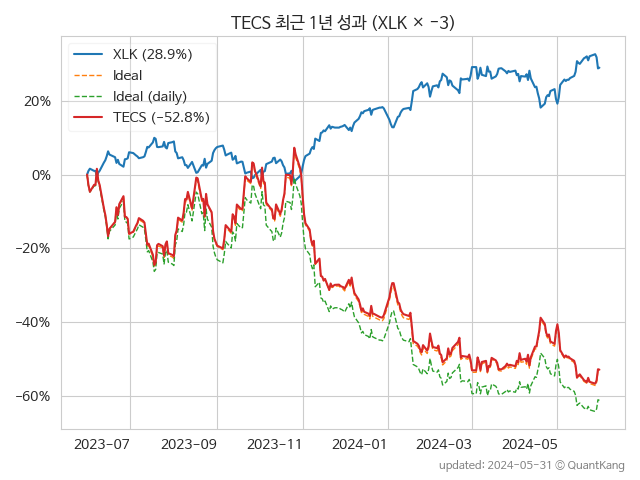 TECS 최근 1년 성과 (XLK × −3)
XLK (28.9%)
Ideal
Ideal (daily)
TECS (−52.8%)
20%
0%
−20%
−40%
−60%
2023-07 2023-09 2023-11 2024-01 2024-03 2024-05
updated: 2024-05-31 © QuantKang